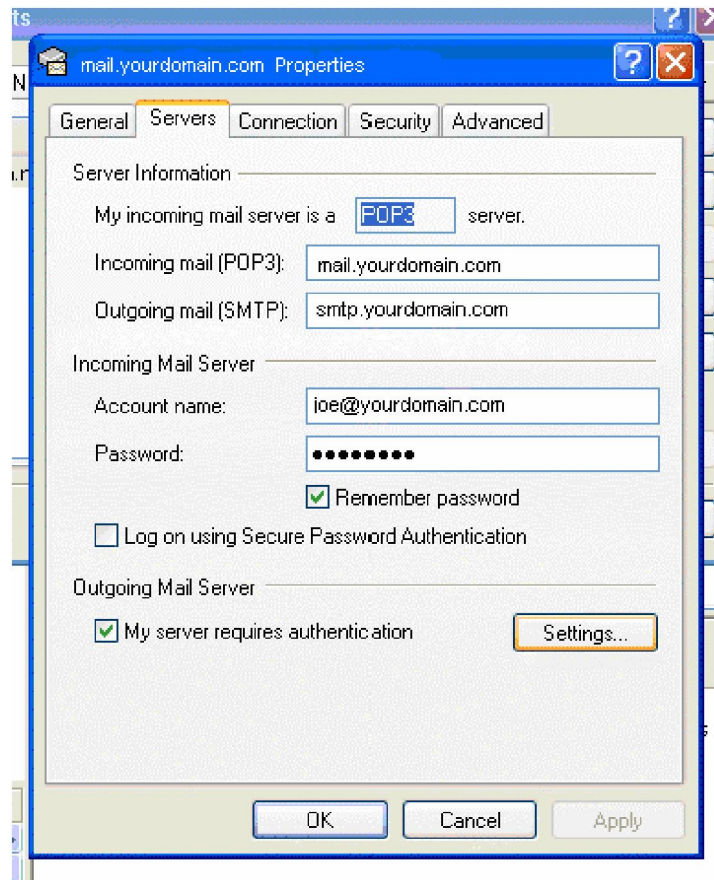 ts
mail.yourdomain.com Properties
N
General Servers Connection Security Advanced
Server Information
My incoming mail server is a POP3 server.
Incoming mail (POP3): mail.yourdomain.com
Outgoing mail (SMTP): smtp.yourdomain.com
Incoming Mail Server
Account name: joe@yourdomain.com
Password: ●●●●●●●●
Remember password
Log on using Secure Password Authentication
Outgoing Mail Server
My server requires authentication Settings...
OK Cancel Apply